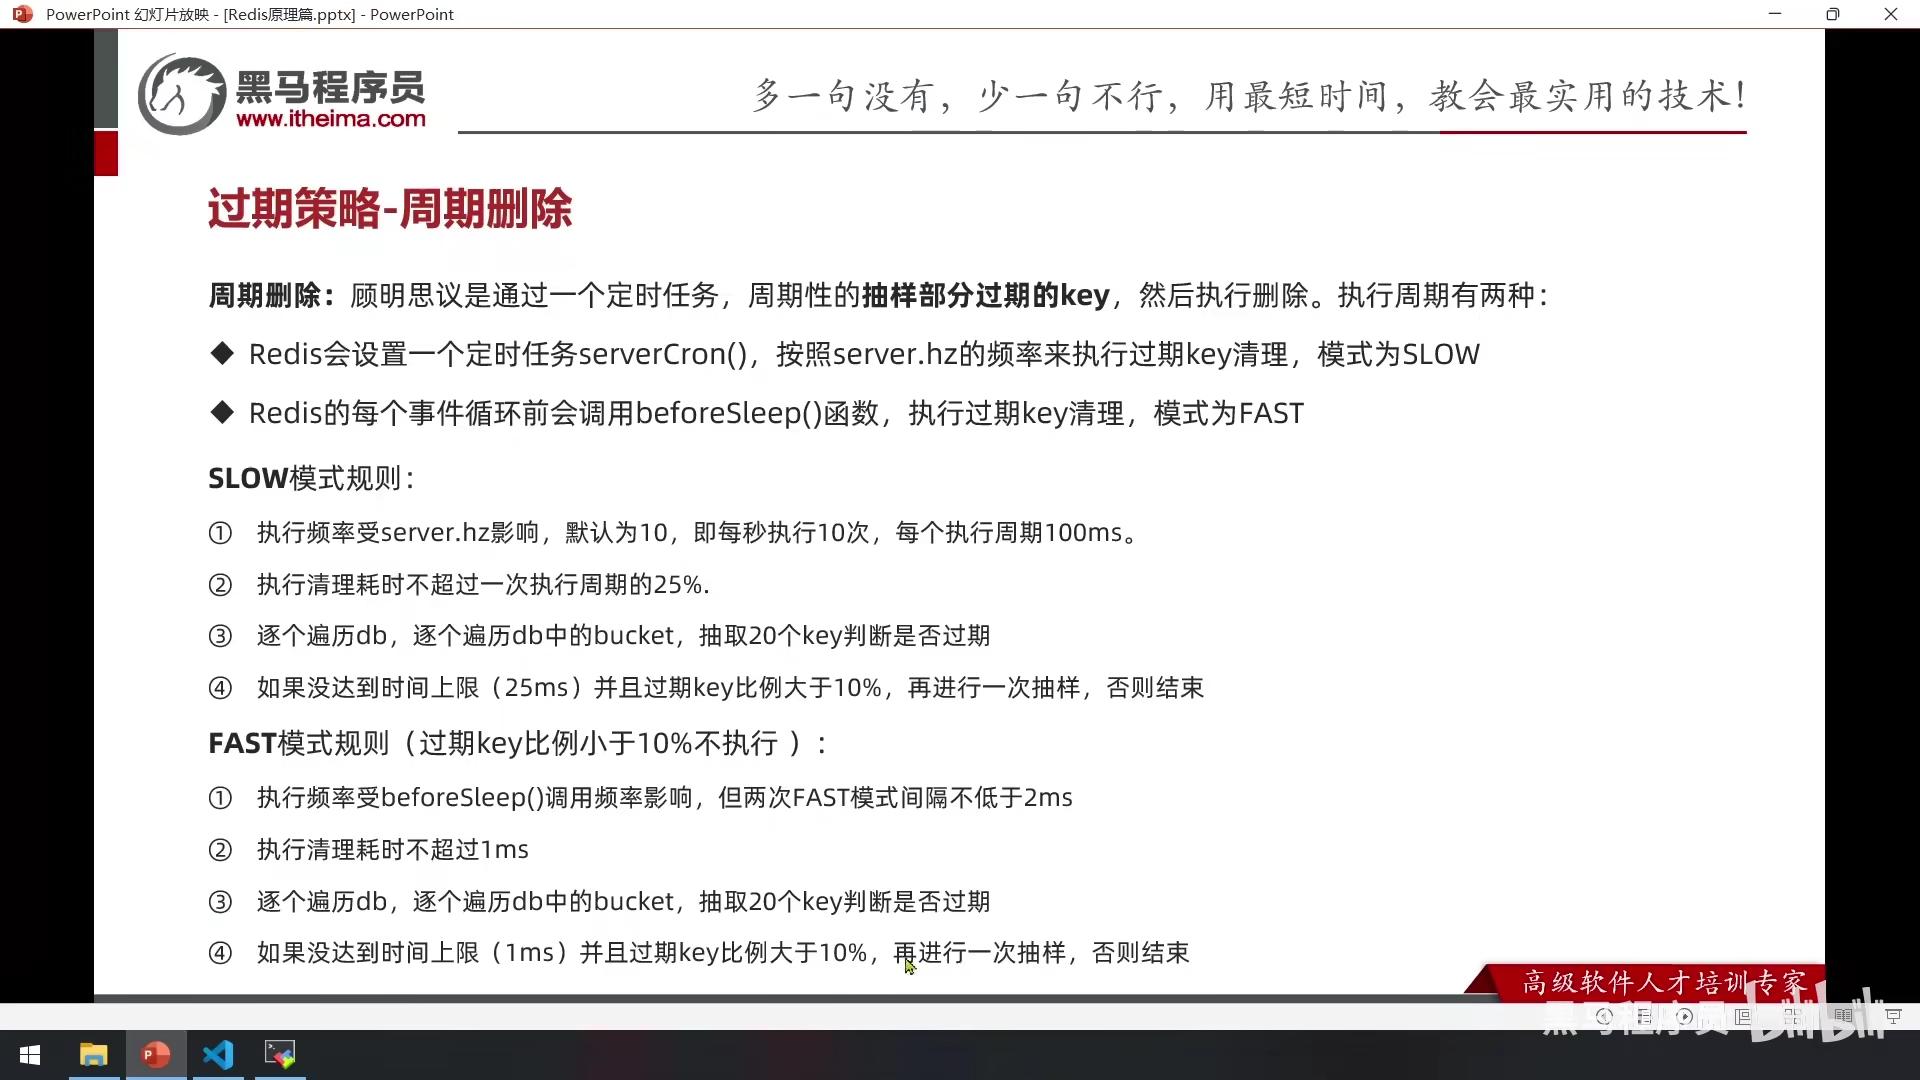 PowerPoint 幻灯片放映 - [Redis原理篇.pptx] - PowerPoint
黑马程序员
www.itheima.com
多一句没有，少一句不行，用最短时间，教会最实用的技术！
过期策略-周期删除
周期删除：顾明思议是通过一个定时任务，周期性的抽样部分过期的key，然后执行删除。执行周期有两种：
◆ Redis会设置一个定时任务serverCron()，按照server.hz的频率来执行过期key清理，模式为SLOW
◆ Redis的每个事件循环前会调用beforeSleep()函数，执行过期key清理，模式为FAST
SLOW模式规则：
① 执行频率受server.hz影响，默认为10，即每秒执行10次，每个执行周期100ms。
② 执行清理耗时不超过一次执行周期的25%.
③ 逐个遍历db，逐个遍历db中的bucket，抽取20个key判断是否过期
④ 如果没达到时间上限（25ms）并且过期key比例大于10%，再进行一次抽样，否则结束
FAST模式规则（过期key比例小于10%不执行 ）：
① 执行频率受beforeSleep()调用频率影响，但两次FAST模式间隔不低于2ms
② 执行清理耗时不超过1ms
③ 逐个遍历db，逐个遍历db中的bucket，抽取20个key判断是否过期
④ 如果没达到时间上限（1ms）并且过期key比例大于10%，再进行一次抽样，否则结束
高级软件人才培训专家
黑马程序员 bilibili